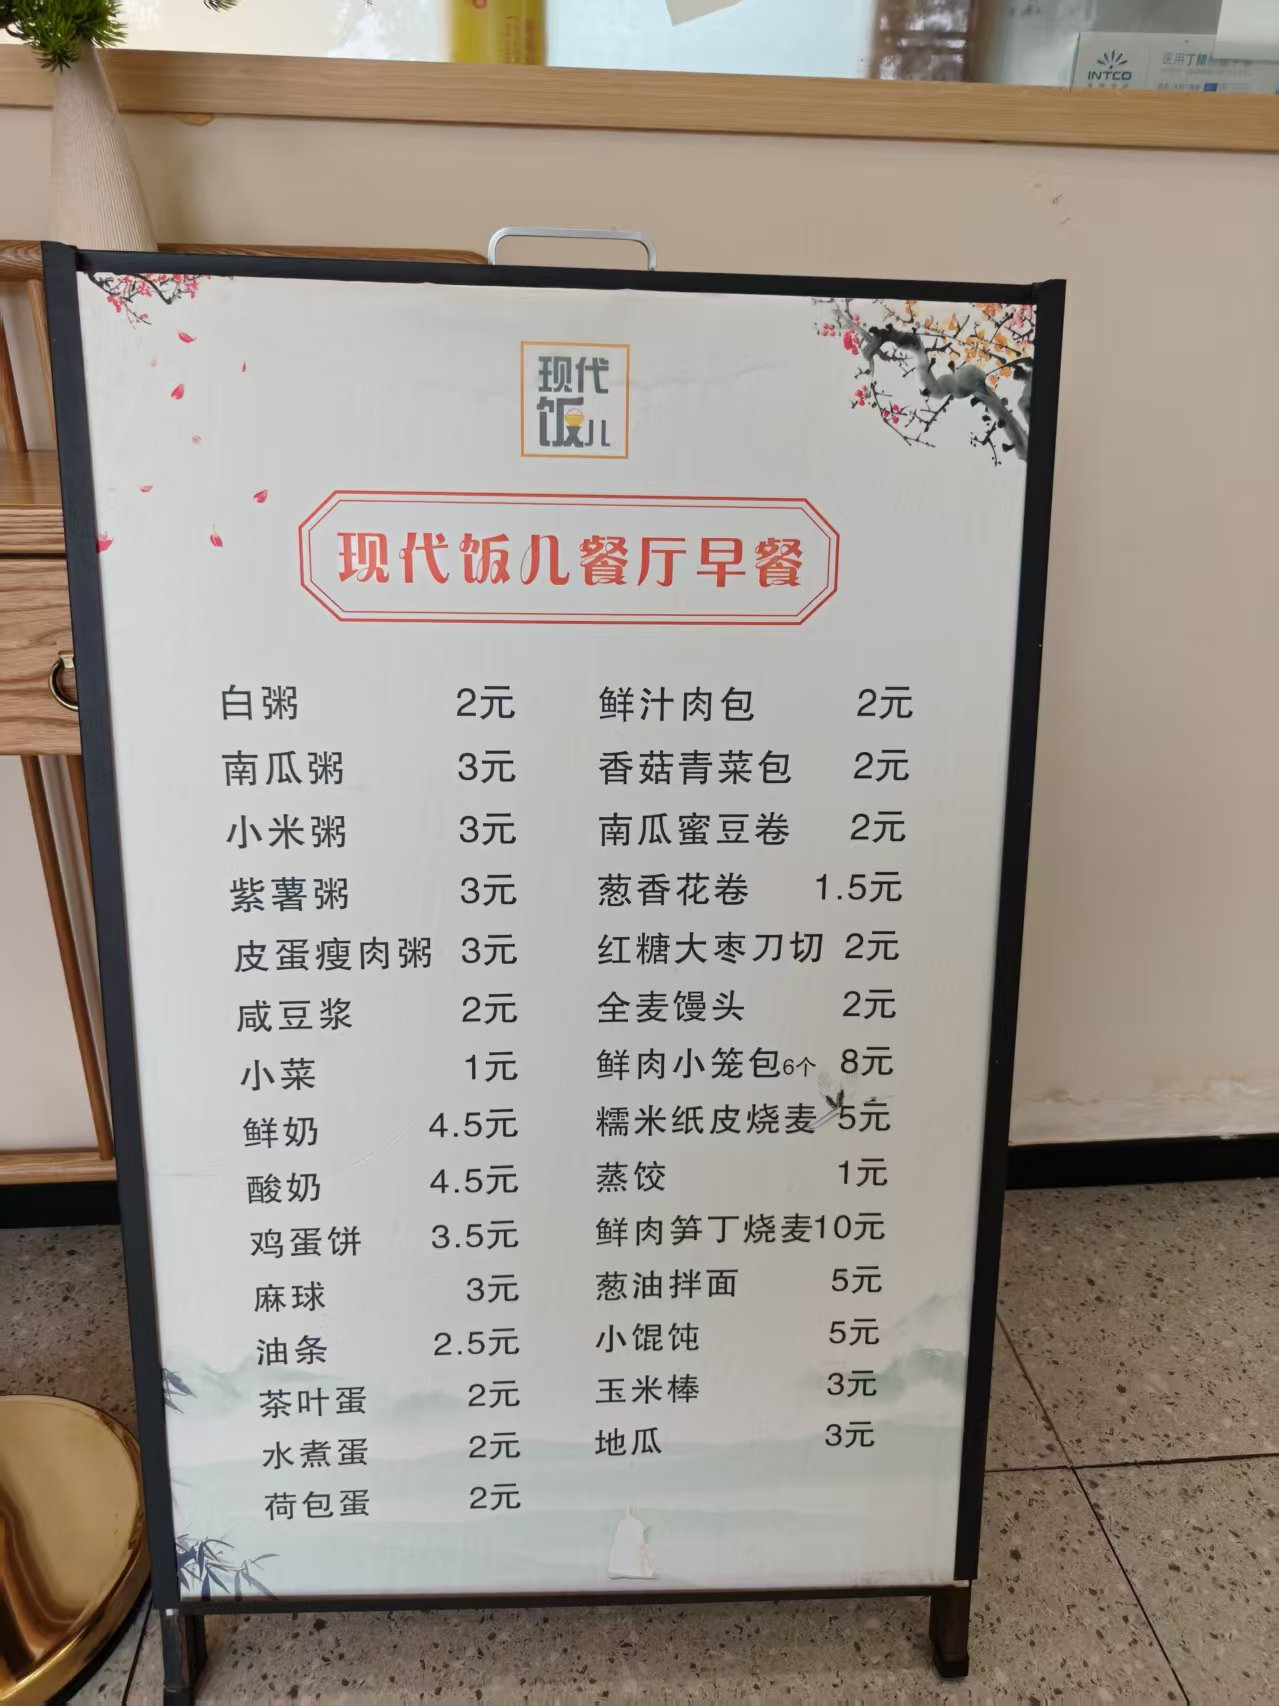 INTCO
医用丁腈
现代
饭儿
现代饭儿餐厅早餐
白粥 2元
南瓜粥 3元
小米粥 3元
紫薯粥 3元
皮蛋瘦肉粥 3元
咸豆浆 2元
小菜 1元
鲜奶 4.5元
酸奶 4.5元
鸡蛋饼 3.5元
麻球 3元
油条 2.5元
茶叶蛋 2元
水煮蛋 2元
荷包蛋 2元
鲜汁肉包 2元
香菇青菜包 2元
南瓜蜜豆卷 2元
葱香花卷 1.5元
红糖大枣刀切 2元
全麦馒头 2元
鲜肉小笼包6个 8元
糯米纸皮烧麦 5元
蒸饺 1元
鲜肉笋丁烧麦10元
葱油拌面 5元
小馄饨 5元
玉米棒 3元
地瓜 3元